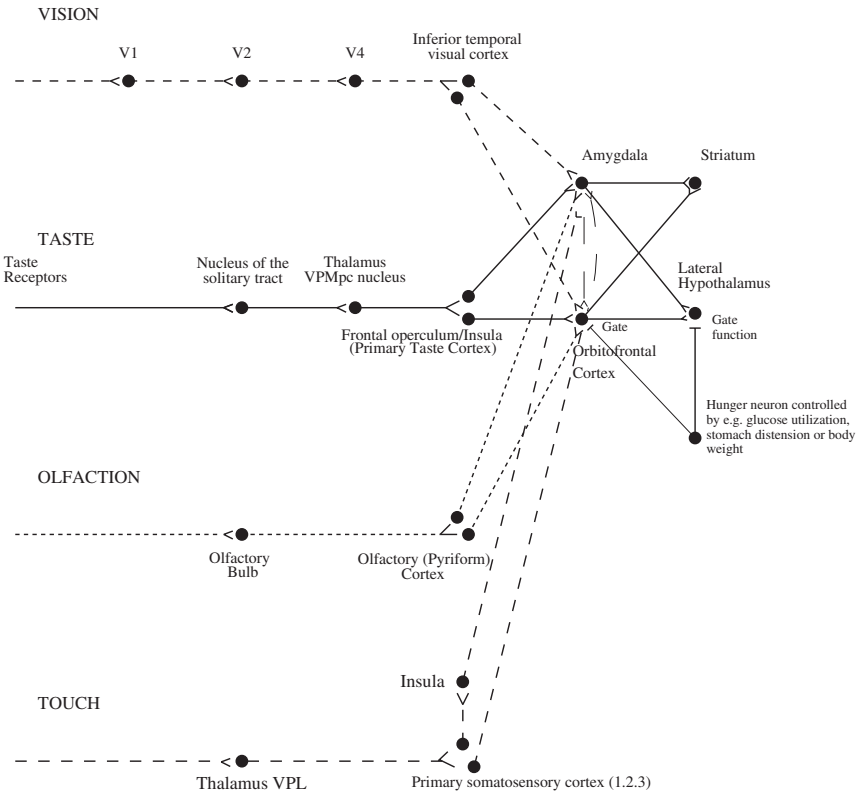 VISION
V1
V2
V4
Inferior temporal
visual cortex
Amygdala
Striatum
TASTE
Taste
Receptors
Nucleus of the
solitary tract
Thalamus
VPMpc nucleus
Frontal operculum/Insula
(Primary Taste Cortex)
Lateral
Hypothalamus
Gate
function
Gate
Orbitofrontal
Cortex
Hunger neuron controlled
by e.g. glucose utilization,
stomach distension or body
weight
OLFACTION
Olfactory
Bulb
Olfactory (Pyriform)
Cortex
TOUCH
Insula
Thalamus VPL
Primary somatosensory cortex (1.2.3)